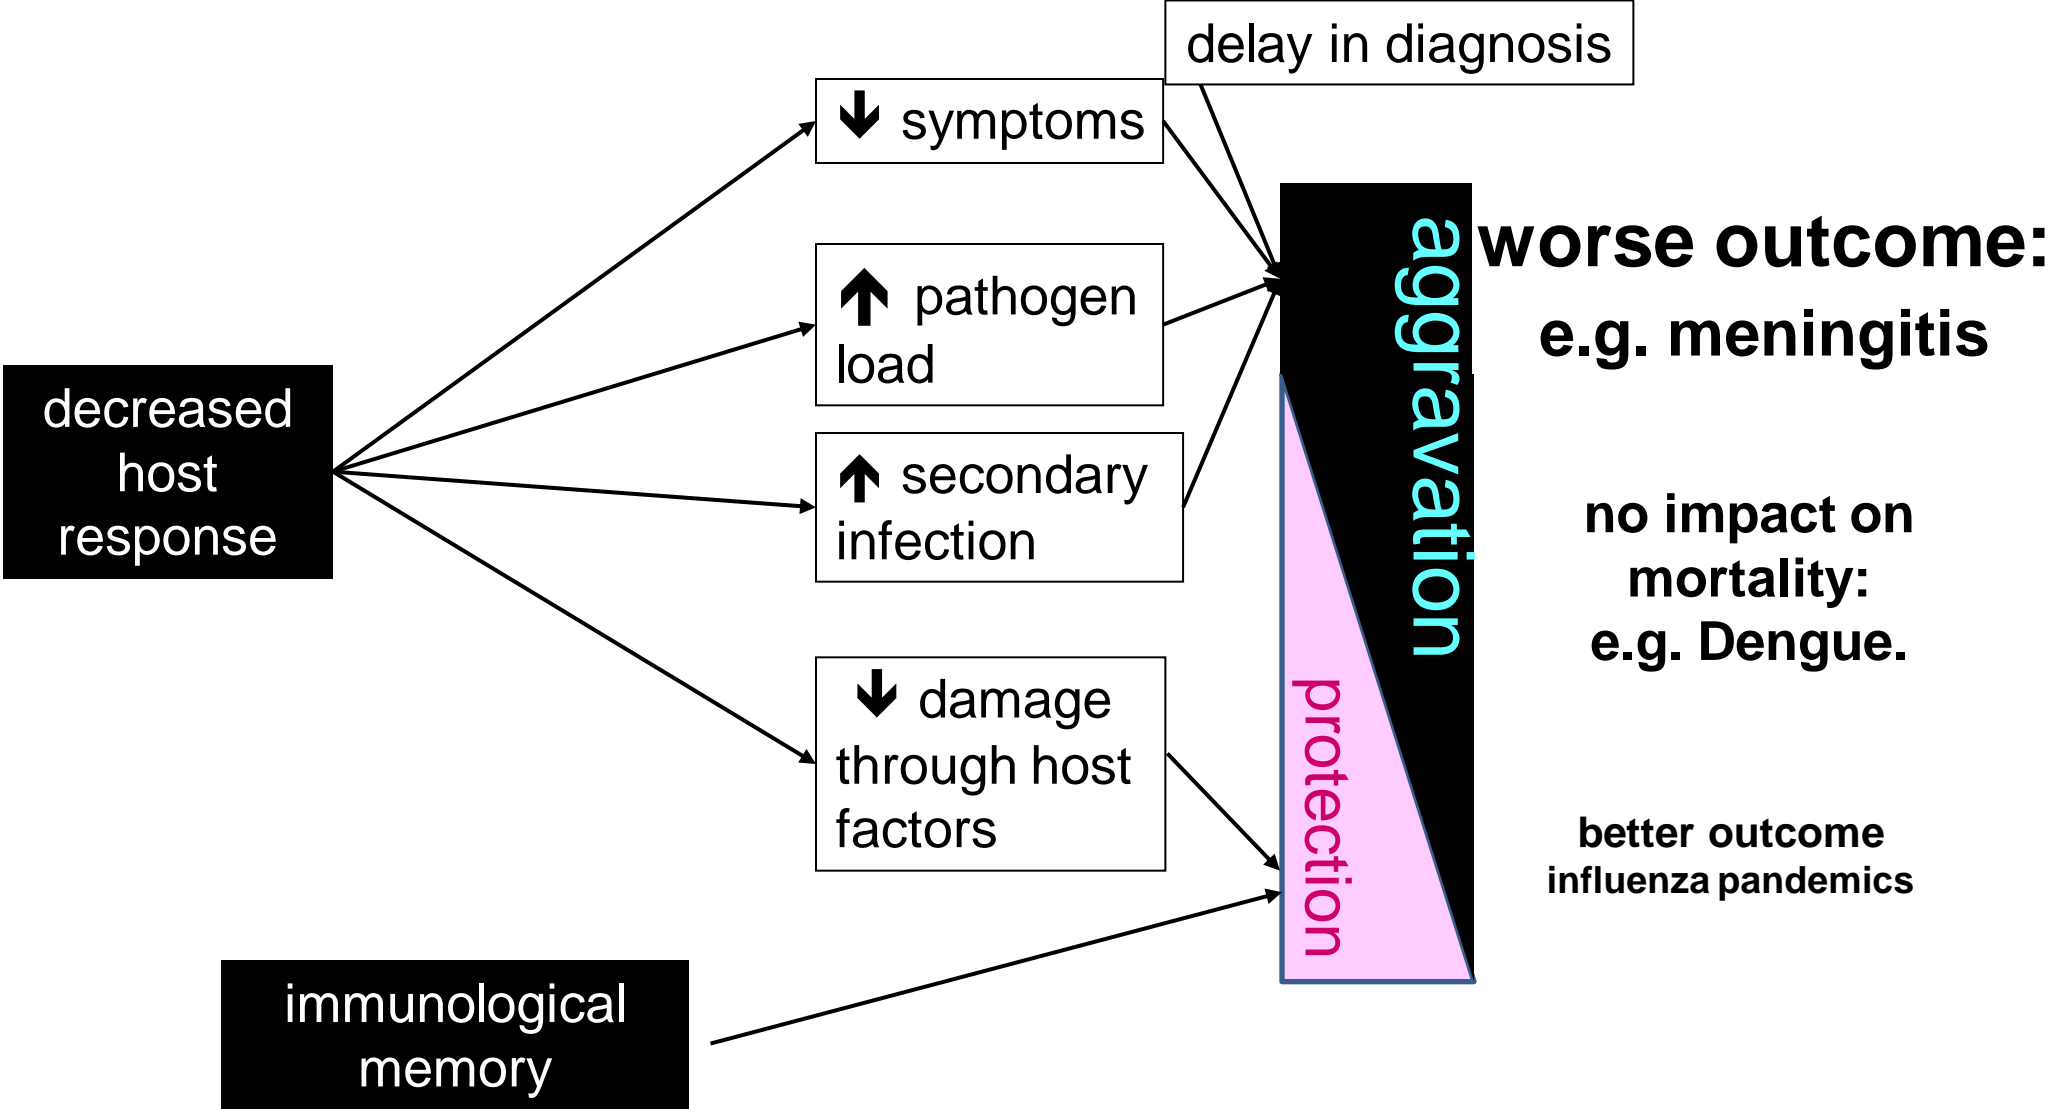 delay in diagnosis
🡻 symptoms
🡹 pathogen
load
🡹 secondary
infection
🡻 damage
through host
factors
decreased
host
response
immunological
memory
aggravation
protection
worse outcome:
e.g. meningitis
no impact on
mortality:
e.g. Dengue.
better outcome
influenza pandemics